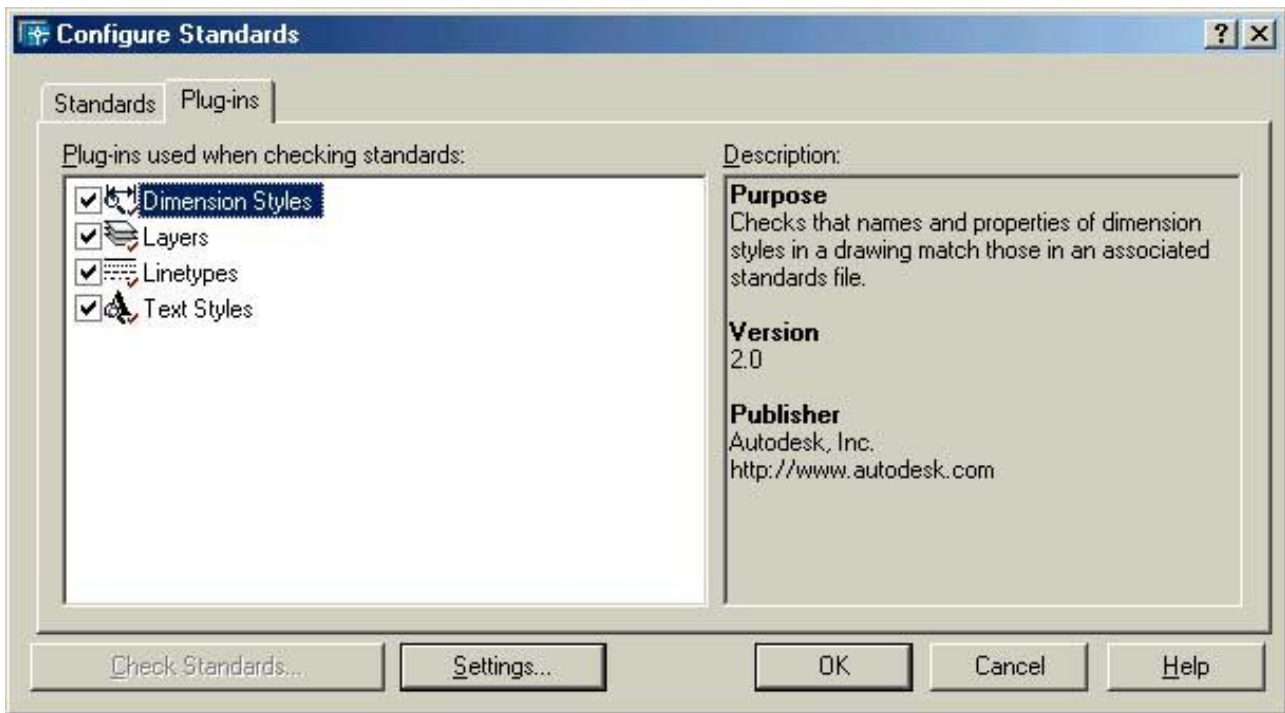 Configure Standards
Standards
Plug-ins
Plug-ins used when checking standards:
Dimension Styles
Layers
Linetypes
Text Styles
Description:
Purpose
Checks that names and properties of dimension
styles in a drawing match those in an associated
standards file.
Version
2.0
Publisher
Autodesk, Inc.
http://www.autodesk.com
Check Standards...
Settings...
OK
Cancel
Help